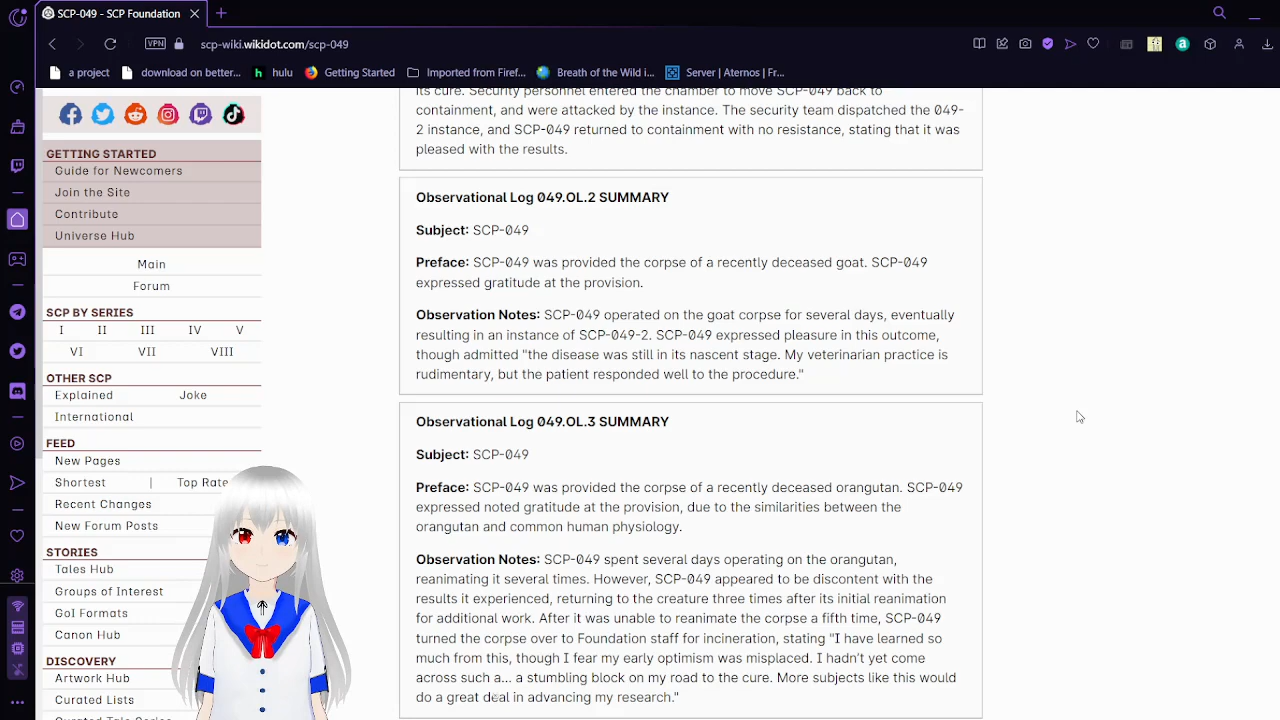 SCP-049 - SCP Foundation
VPN
scp-wiki.wikidot.com/scp-049
a project
download on better...
hulu
Getting Started
Imported from Firef...
Breath of the Wild i...
Server | Aternos | Fr...
GETTING STARTED
Guide for Newcomers
Join the Site
Contribute
Universe Hub
Main
Forum
SCP BY SERIES
I II III IV V
VI VII VIII
OTHER SCP
Explained Joke
International
FEED
New Pages
Shortest | Top Rate
Recent Changes
New Forum Posts
STORIES
Tales Hub
Groups of Interest
GoI Formats
Canon Hub
DISCOVERY
Artwork Hub
Curated Lists
its cure. Security personnel entered the chamber to move SCP-049 back to
containment, and were attacked by the instance. The security team dispatched the 049-
2 instance, and SCP-049 returned to containment with no resistance, stating that it was
pleased with the results.
Observational Log 049.OL.2 SUMMARY
Subject: SCP-049
Preface: SCP-049 was provided the corpse of a recently deceased goat. SCP-049
expressed gratitude at the provision.
Observation Notes: SCP-049 operated on the goat corpse for several days, eventually
resulting in an instance of SCP-049-2. SCP-049 expressed pleasure in this outcome,
though admitted "the disease was still in its nascent stage. My veterinarian practice is
rudimentary, but the patient responded well to the procedure."
Observational Log 049.OL.3 SUMMARY
Subject: SCP-049
Preface: SCP-049 was provided the corpse of a recently deceased orangutan. SCP-049
expressed noted gratitude at the provision, due to the similarities between the
orangutan and common human physiology.
Observation Notes: SCP-049 spent several days operating on the orangutan,
reanimating it several times. However, SCP-049 appeared to be discontent with the
results it experienced, returning to the creature three times after its initial reanimation
for additional work. After it was unable to reanimate the corpse a fifth time, SCP-049
turned the corpse over to Foundation staff for incineration, stating "I have learned so
much from this, though I fear my early optimism was misplaced. I hadn't yet come
across such a... a stumbling block on my road to the cure. More subjects like this would
do a great deal in advancing my research."